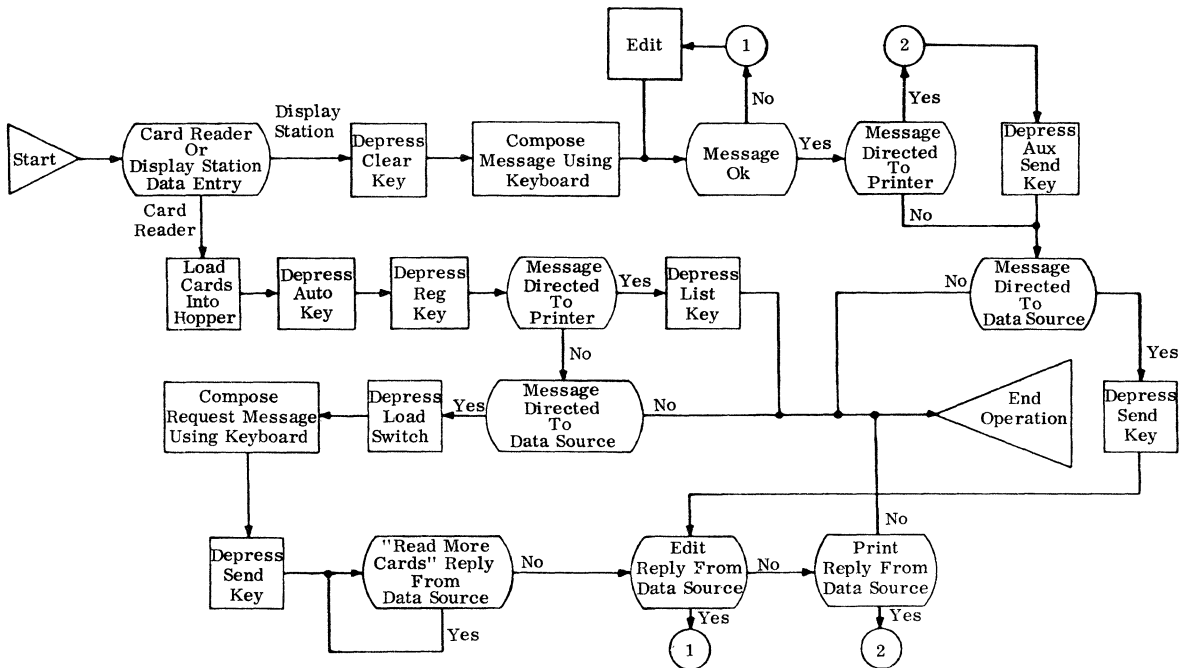 Start
Card Reader
Or
Display Station
Data Entry
Display
Station
Card
Reader
Depress
Clear
Key
Compose
Message Using
Keyboard
Edit
1
No
Message
Ok
Yes
2
Yes
Message
Directed
To
Printer
No
Depress
Aux
Send
Key
Load
Cards
Into
Hopper
Depress
Auto
Key
Depress
Reg
Key
Message
Directed
To
Printer
Yes
Depress
List
Key
No
No
Message
Directed
To
Data Source
Yes
Compose
Request Message
Using Keyboard
Depress
Load
Switch
Yes
Message
Directed
To
Data Source
No
End
Operation
Depress
Send
Key
Depress
Send
Key
"Read More
Cards" Reply
From
Data Source
No
Yes
Edit
Reply From
Data Source
No
Yes
1
No
Print
Reply From
Data Source
Yes
2